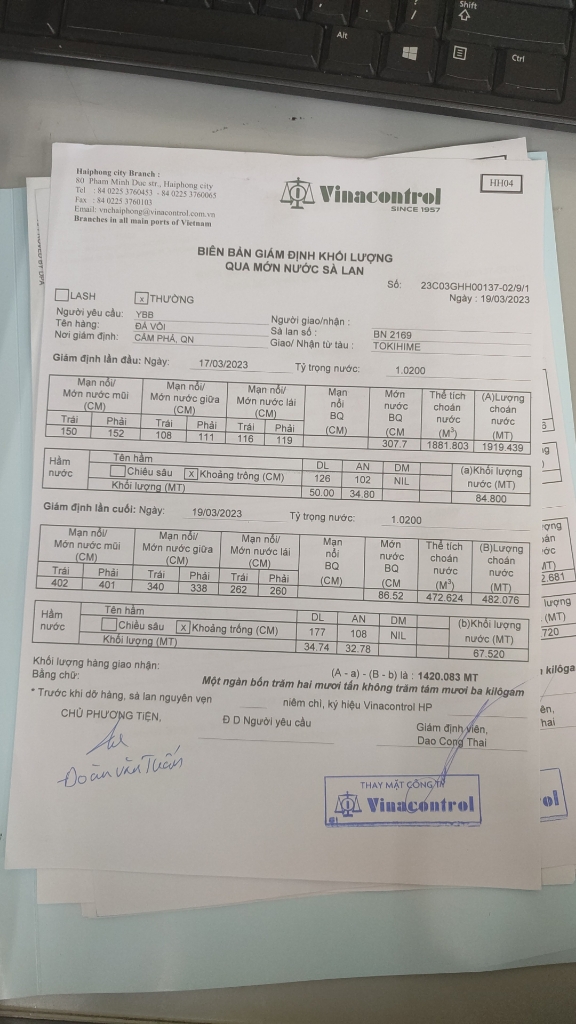 Shift
Alt
Ctrl
Haiphong city Branch :
80 Pham Minh Duc str., Haiphong city
Tel : 84 0225 3760453 - 84 0225 3760065
Fax : 84 0225 3760103
Email: vnchaiphong@vinacontrol.com.vn
Branches in all main ports of Vietnam
Vinacontrol
SINCE 1957
HH04
BIÊN BẢN GIÁM ĐỊNH KHỐI LƯỢNG
QUA MỚN NƯỚC SÀ LAN
Số: 23C03GHH00137-02/9/1
Ngày : 19/03/2023
LASH x THƯỜNG
Người yêu cầu: YBB Người giao/nhận :
Tên hàng: ĐÁ VÔI Sà lan số : BN 2169
Nơi giám định: CẨM PHẢ, QN Giao/ Nhận từ tàu : TOKIHIME
Giám định lần đầu: Ngày: 17/03/2023 Tỷ trọng nước: 1.0200
Mạn nổi/ Mớn nước mũi (CM) Mạn nổi/ Mớn nước giữa (CM) Mạn nổi/ Mớn nước lái (CM) Mạn nổi BQ (CM) Mớn nước BQ (CM Thể tích choán nước (M³) (A)Lượng choán nước (MT)
Trái Phải Trái Phải Trái Phải
150 152 108 111 116 119 307.7 1881.803 1919.439
Hầm nước Tên hầm DL AN DM (a)Khối lượng nước (MT)
Chiều sâu x Khoảng trống (CM) 126 102 NIL
Khối lượng (MT) 50.00 34.80 84.800
Giám định lần cuối: Ngày: 19/03/2023 Tỷ trọng nước: 1.0200
Mạn nổi/ Mớn nước mũi (CM) Mạn nổi/ Mớn nước giữa (CM) Mạn nổi/ Mớn nước lái (CM) Mạn nổi BQ (CM) Mớn nước BQ (CM Thể tích choán nước (M³) (B)Lượng choán nước (MT)
Trái Phải Trái Phải Trái Phải
402 401 340 338 262 260 86.52 472.624 482.076
Hầm nước Tên hầm DL AN DM (b)Khối lượng nước (MT)
Chiều sâu x Khoảng trống (CM) 177 108 NIL
Khối lượng (MT) 34.74 32.78 67.520
Khối lượng hàng giao nhận: (A - a) - (B - b) là : 1420.083 MT
Bằng chữ: Một ngàn bốn trăm hai mươi tấn không trăm tám mươi ba kilôgam
* Trước khi dỡ hàng, sà lan nguyên vẹn niêm chì, ký hiệu Vinacontrol HP
CHỦ PHƯƠNG TIỆN, Đ D Người yêu cầu Giám định viên,
Dao Cong Thai
Đoàn Văn Tuấn
THAY MẶT CÔNG TY
Vinacontrol